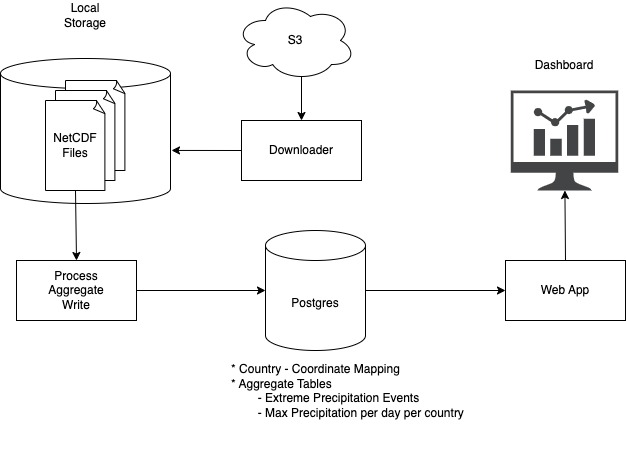 Local
Storage
S3
Dashboard
NetCDF
Files
Downloader
Process
Aggregate
Write
Postgres
Web App
* Country - Coordinate Mapping
* Aggregate Tables
- Extreme Precipitation Events
- Max Precipitation per day per country